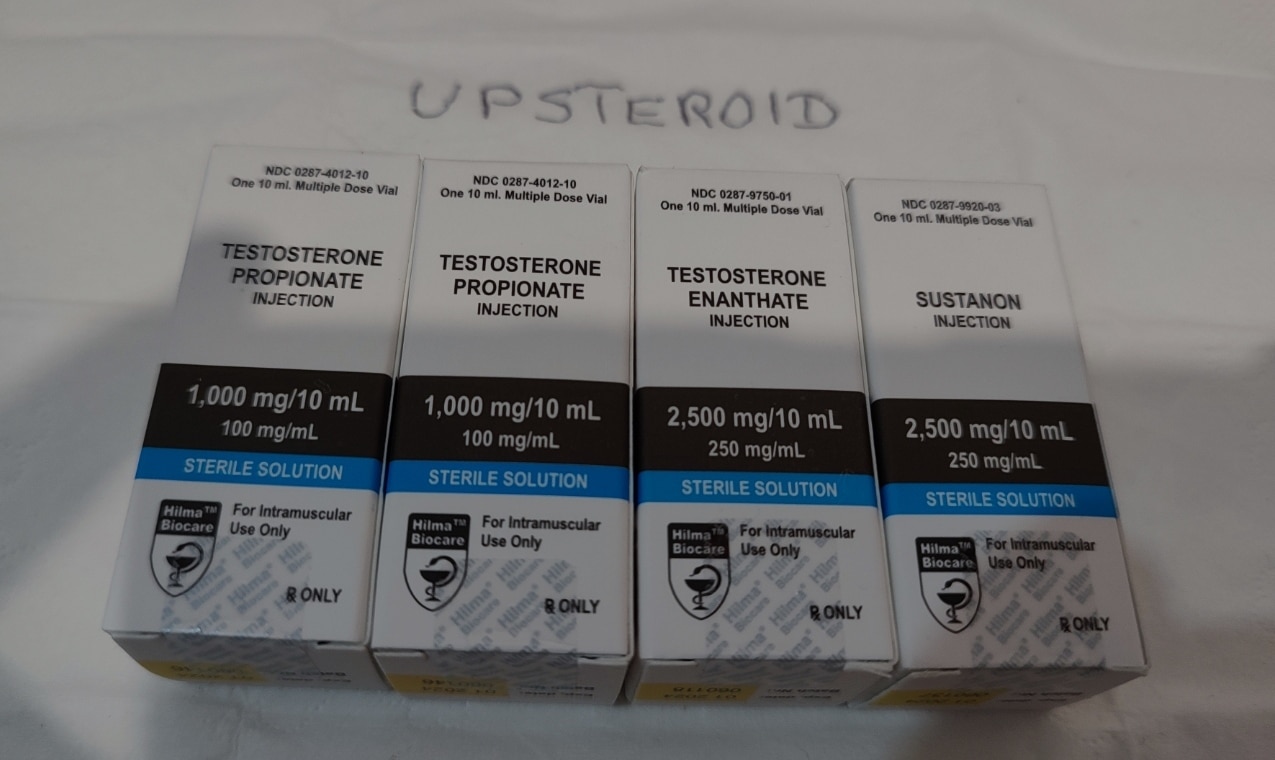 UPSTEROID
NDC 0287-4012-10
One 10 ml. Multiple Dose Vial
TESTOSTERONE
PROPIONATE
INJECTION
1,000 mg/10 mL
100 mg/mL
STERILE SOLUTION
Hilma™
Biocare
For Intramuscular
Use Only
℞ ONLY
NDC 0287-4012-10
One 10 ml. Multiple Dose Vial
TESTOSTERONE
PROPIONATE
INJECTION
1,000 mg/10 mL
100 mg/mL
STERILE SOLUTION
Hilma™
Biocare
For Intramuscular
Use Only
℞ ONLY
NDC 0287-9750-01
One 10 ml. Multiple Dose Vial
TESTOSTERONE
ENANTHATE
INJECTION
2,500 mg/10 mL
250 mg/mL
STERILE SOLUTION
Hilma™
Biocare
For Intramuscular
Use Only
℞ ONLY
NDC 0287-9920-03
One 10 ml. Multiple Dose Vial
SUSTANON
INJECTION
2,500 mg/10 mL
250 mg/mL
STERILE SOLUTION
Hilma™
Biocare
For Intramuscular
Use Only
℞ ONLY